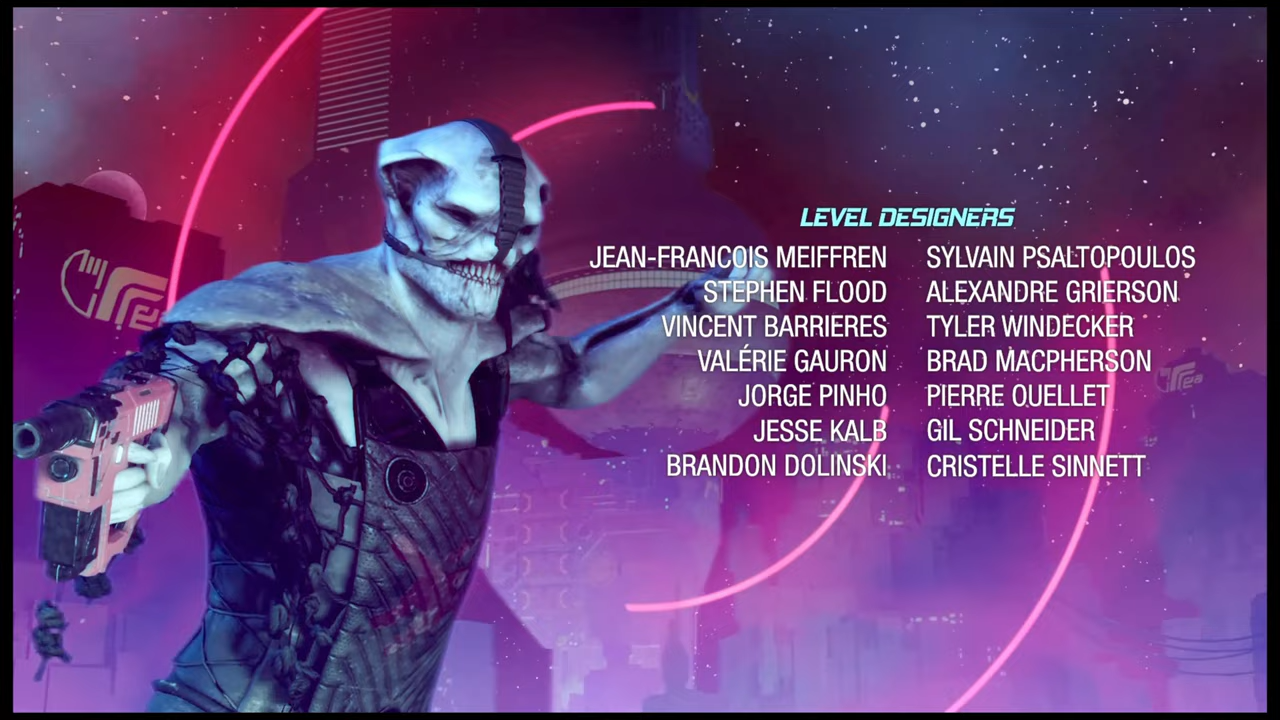 LEVEL DESIGNERS
JEAN-FRANCOIS MEIFFREN SYLVAIN PSALTOPOULOS
STEPHEN FLOOD ALEXANDRE GRIERSON
VINCENT BARRIERES TYLER WINDECKER
VALÉRIE GAURON BRAD MACPHERSON
JORGE PINHO PIERRE OUELLET
JESSE KALB GIL SCHNEIDER
BRANDON DOLINSKI CRISTELLE SINNETT